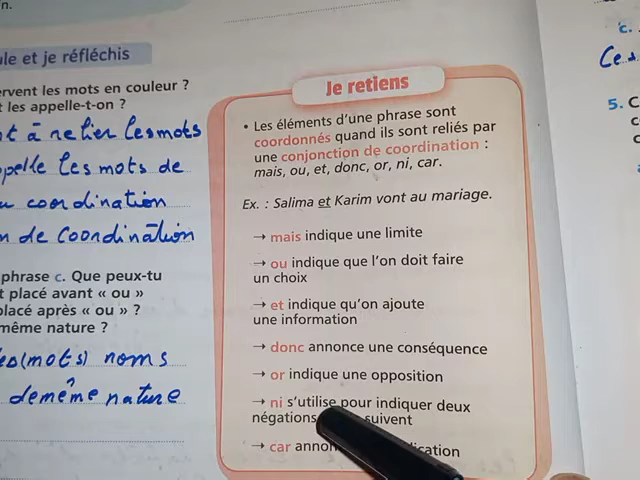 n.
ule et je réfléchis
ervent les mots en couleur ?
t les appelle-t-on ?
t à relier les mots
ppelle les mots de
coordination
n de coordination
phrase c. Que peux-tu
t placé avant « ou »
placé après « ou » ?
même nature ?
(mots) noms
de même nature
Je retiens
• Les éléments d'une phrase sont
coordonnés quand ils sont reliés par
une conjonction de coordination :
mais, ou, et, donc, or, ni, car.
Ex. : Salima et Karim vont au mariage.
→ mais indique une limite
→ ou indique que l'on doit faire
un choix
→ et indique qu'on ajoute
une information
→ donc annonce une conséquence
→ or indique une opposition
→ ni s'utilise pour indiquer deux
négations suivent
→ car annon ication
c.
5. C